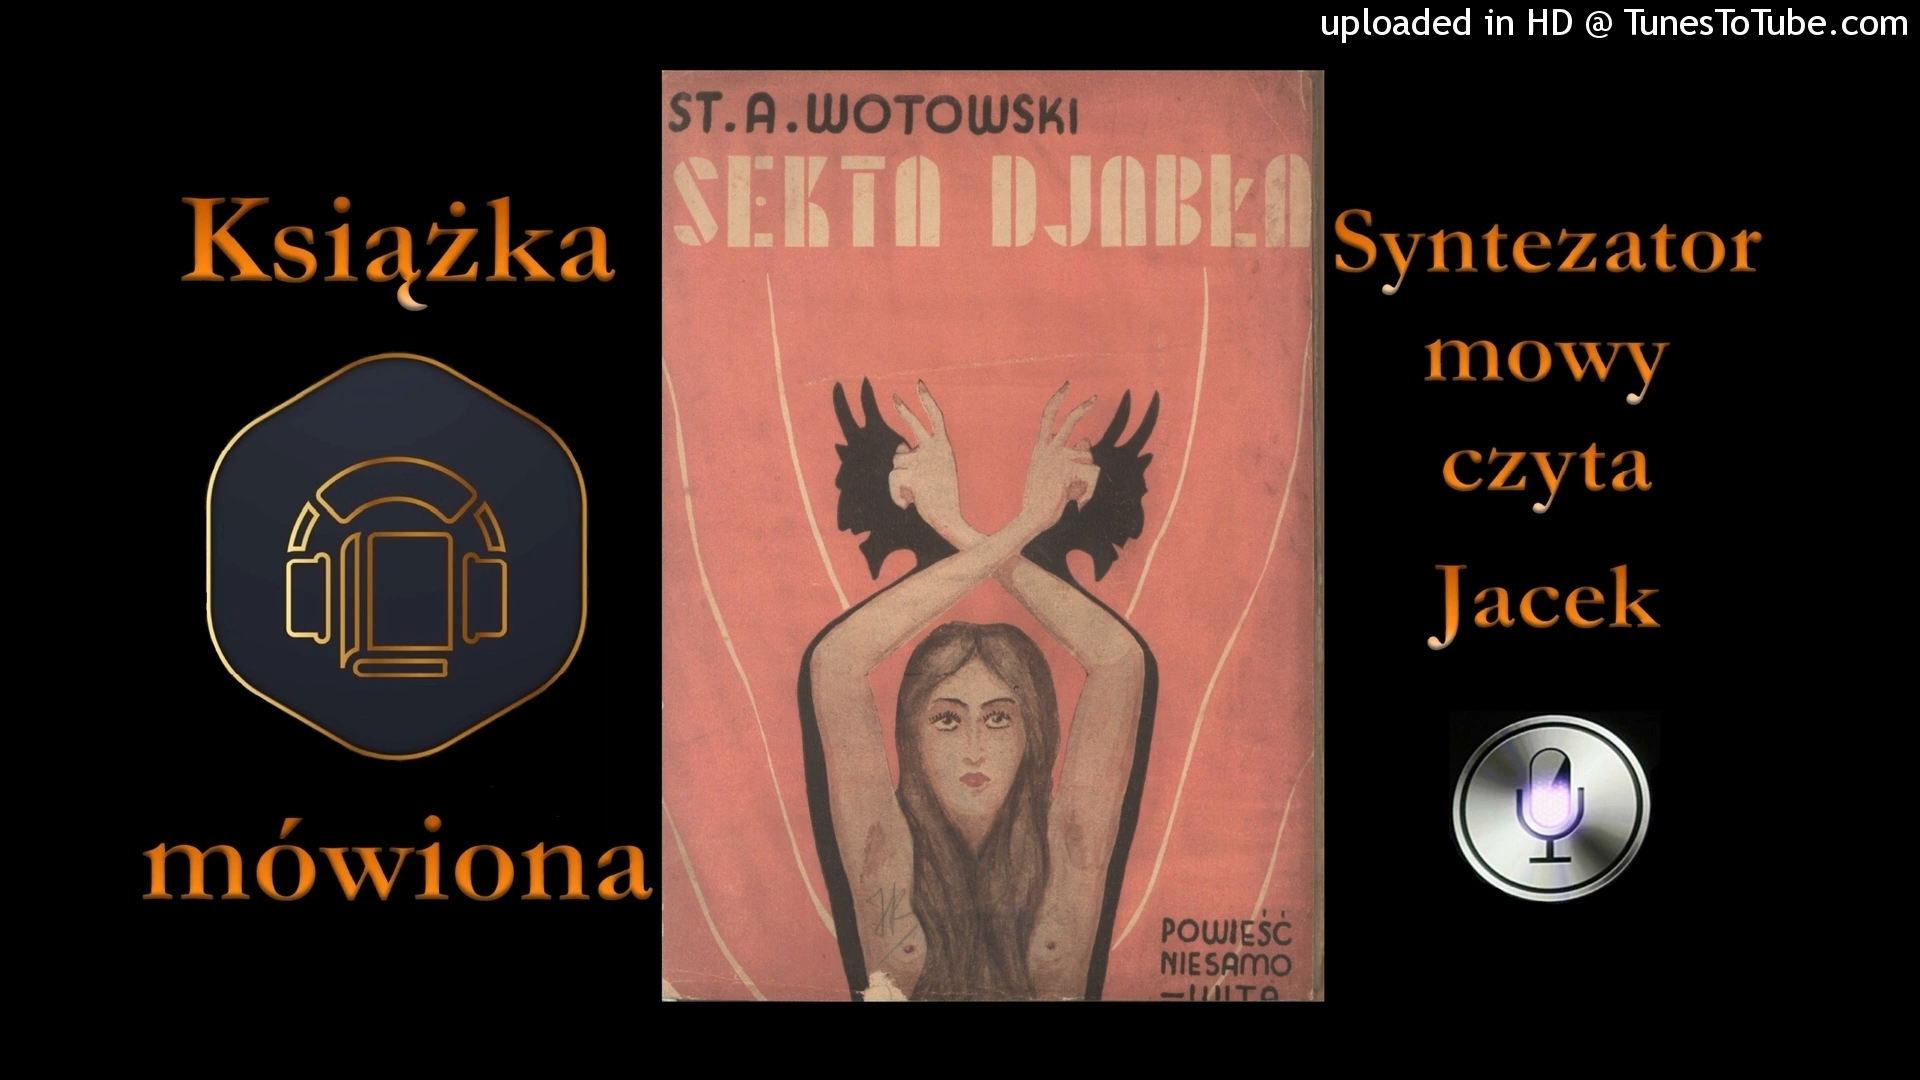 uploaded in HD @ TunesToTube.com
Książka
mówiona
ST. A. WOTOWSKI
SEKTA DJABŁA
POWIEŚĆ
NIESAMO
Syntezator
mowy
czyta
Jacek